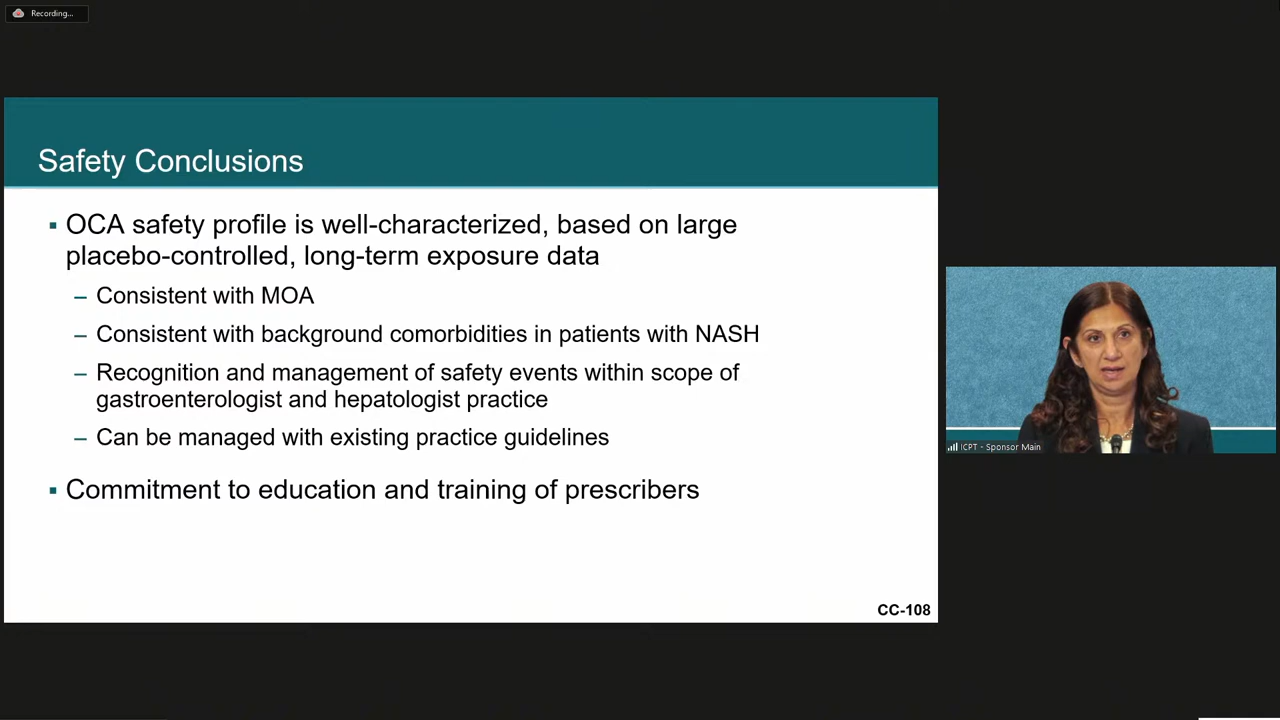 Recording...
Safety Conclusions
▪ OCA safety profile is well-characterized, based on large
placebo-controlled, long-term exposure data
– Consistent with MOA
– Consistent with background comorbidities in patients with NASH
– Recognition and management of safety events within scope of
gastroenterologist and hepatologist practice
– Can be managed with existing practice guidelines
▪ Commitment to education and training of prescribers
CC-108
ICPT - Sponsor Main